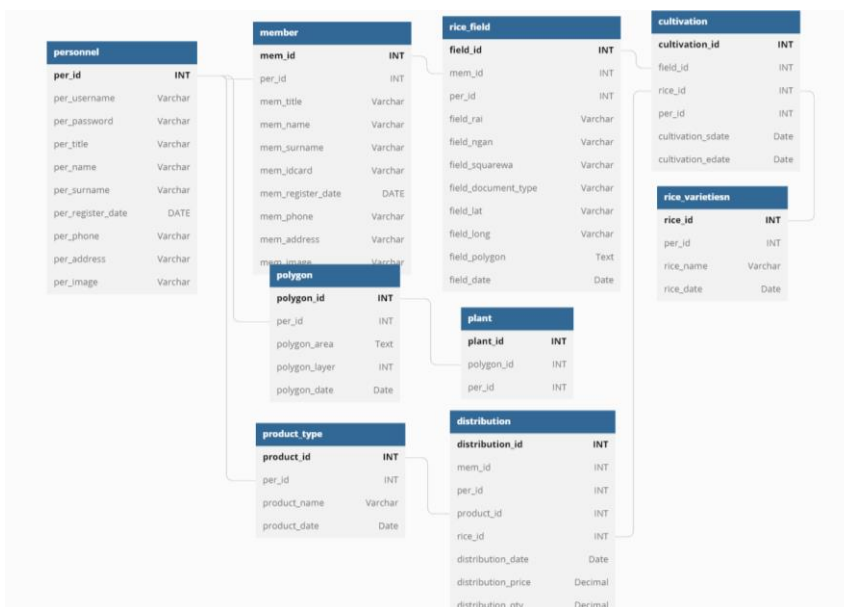 personnel
per_id INT
per_username Varchar
per_password Varchar
per_title Varchar
per_name Varchar
per_surname Varchar
per_register_date DATE
per_phone Varchar
per_address Varchar
per_image Varchar
member
mem_id INT
per_id INT
mem_title Varchar
mem_name Varchar
mem_surname Varchar
mem_idcard Varchar
mem_register_date DATE
mem_phone Varchar
mem_address Varchar
mem_image Varchar
rice_field
field_id INT
mem_id INT
per_id INT
field_rai Varchar
field_ngan Varchar
field_squarewa Varchar
field_document_type Varchar
field_lat Varchar
field_long Varchar
field_polygon Text
field_date Date
cultivation
cultivation_id INT
field_id INT
rice_id INT
per_id INT
cultivation_sdate Date
cultivation_edate Date
rice_varietiesn
rice_id INT
per_id INT
rice_name Varchar
rice_date Date
polygon
polygon_id INT
per_id INT
polygon_area Text
polygon_layer INT
polygon_date Date
plant
plant_id INT
polygon_id INT
per_id INT
product_type
product_id INT
per_id INT
product_name Varchar
product_date Date
distribution
distribution_id INT
mem_id INT
per_id INT
product_id INT
rice_id INT
distribution_date Date
distribution_price Decimal
distribution_qty Decimal